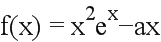 f(x) = x²eˣ–ax